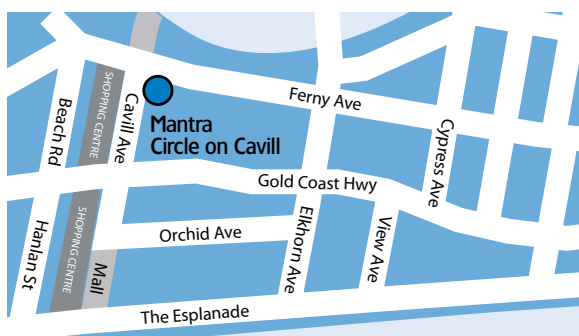 SHOPPING CENTRE
Beach Rd
Cavill Ave
Mantra
Circle on Cavill
Ferny Ave
Cypress Ave
Gold Coast Hwy
SHOPPING CENTRE
Hanlan St
Mall
Orchid Ave
Elkhorn Ave
View Ave
The Esplanade